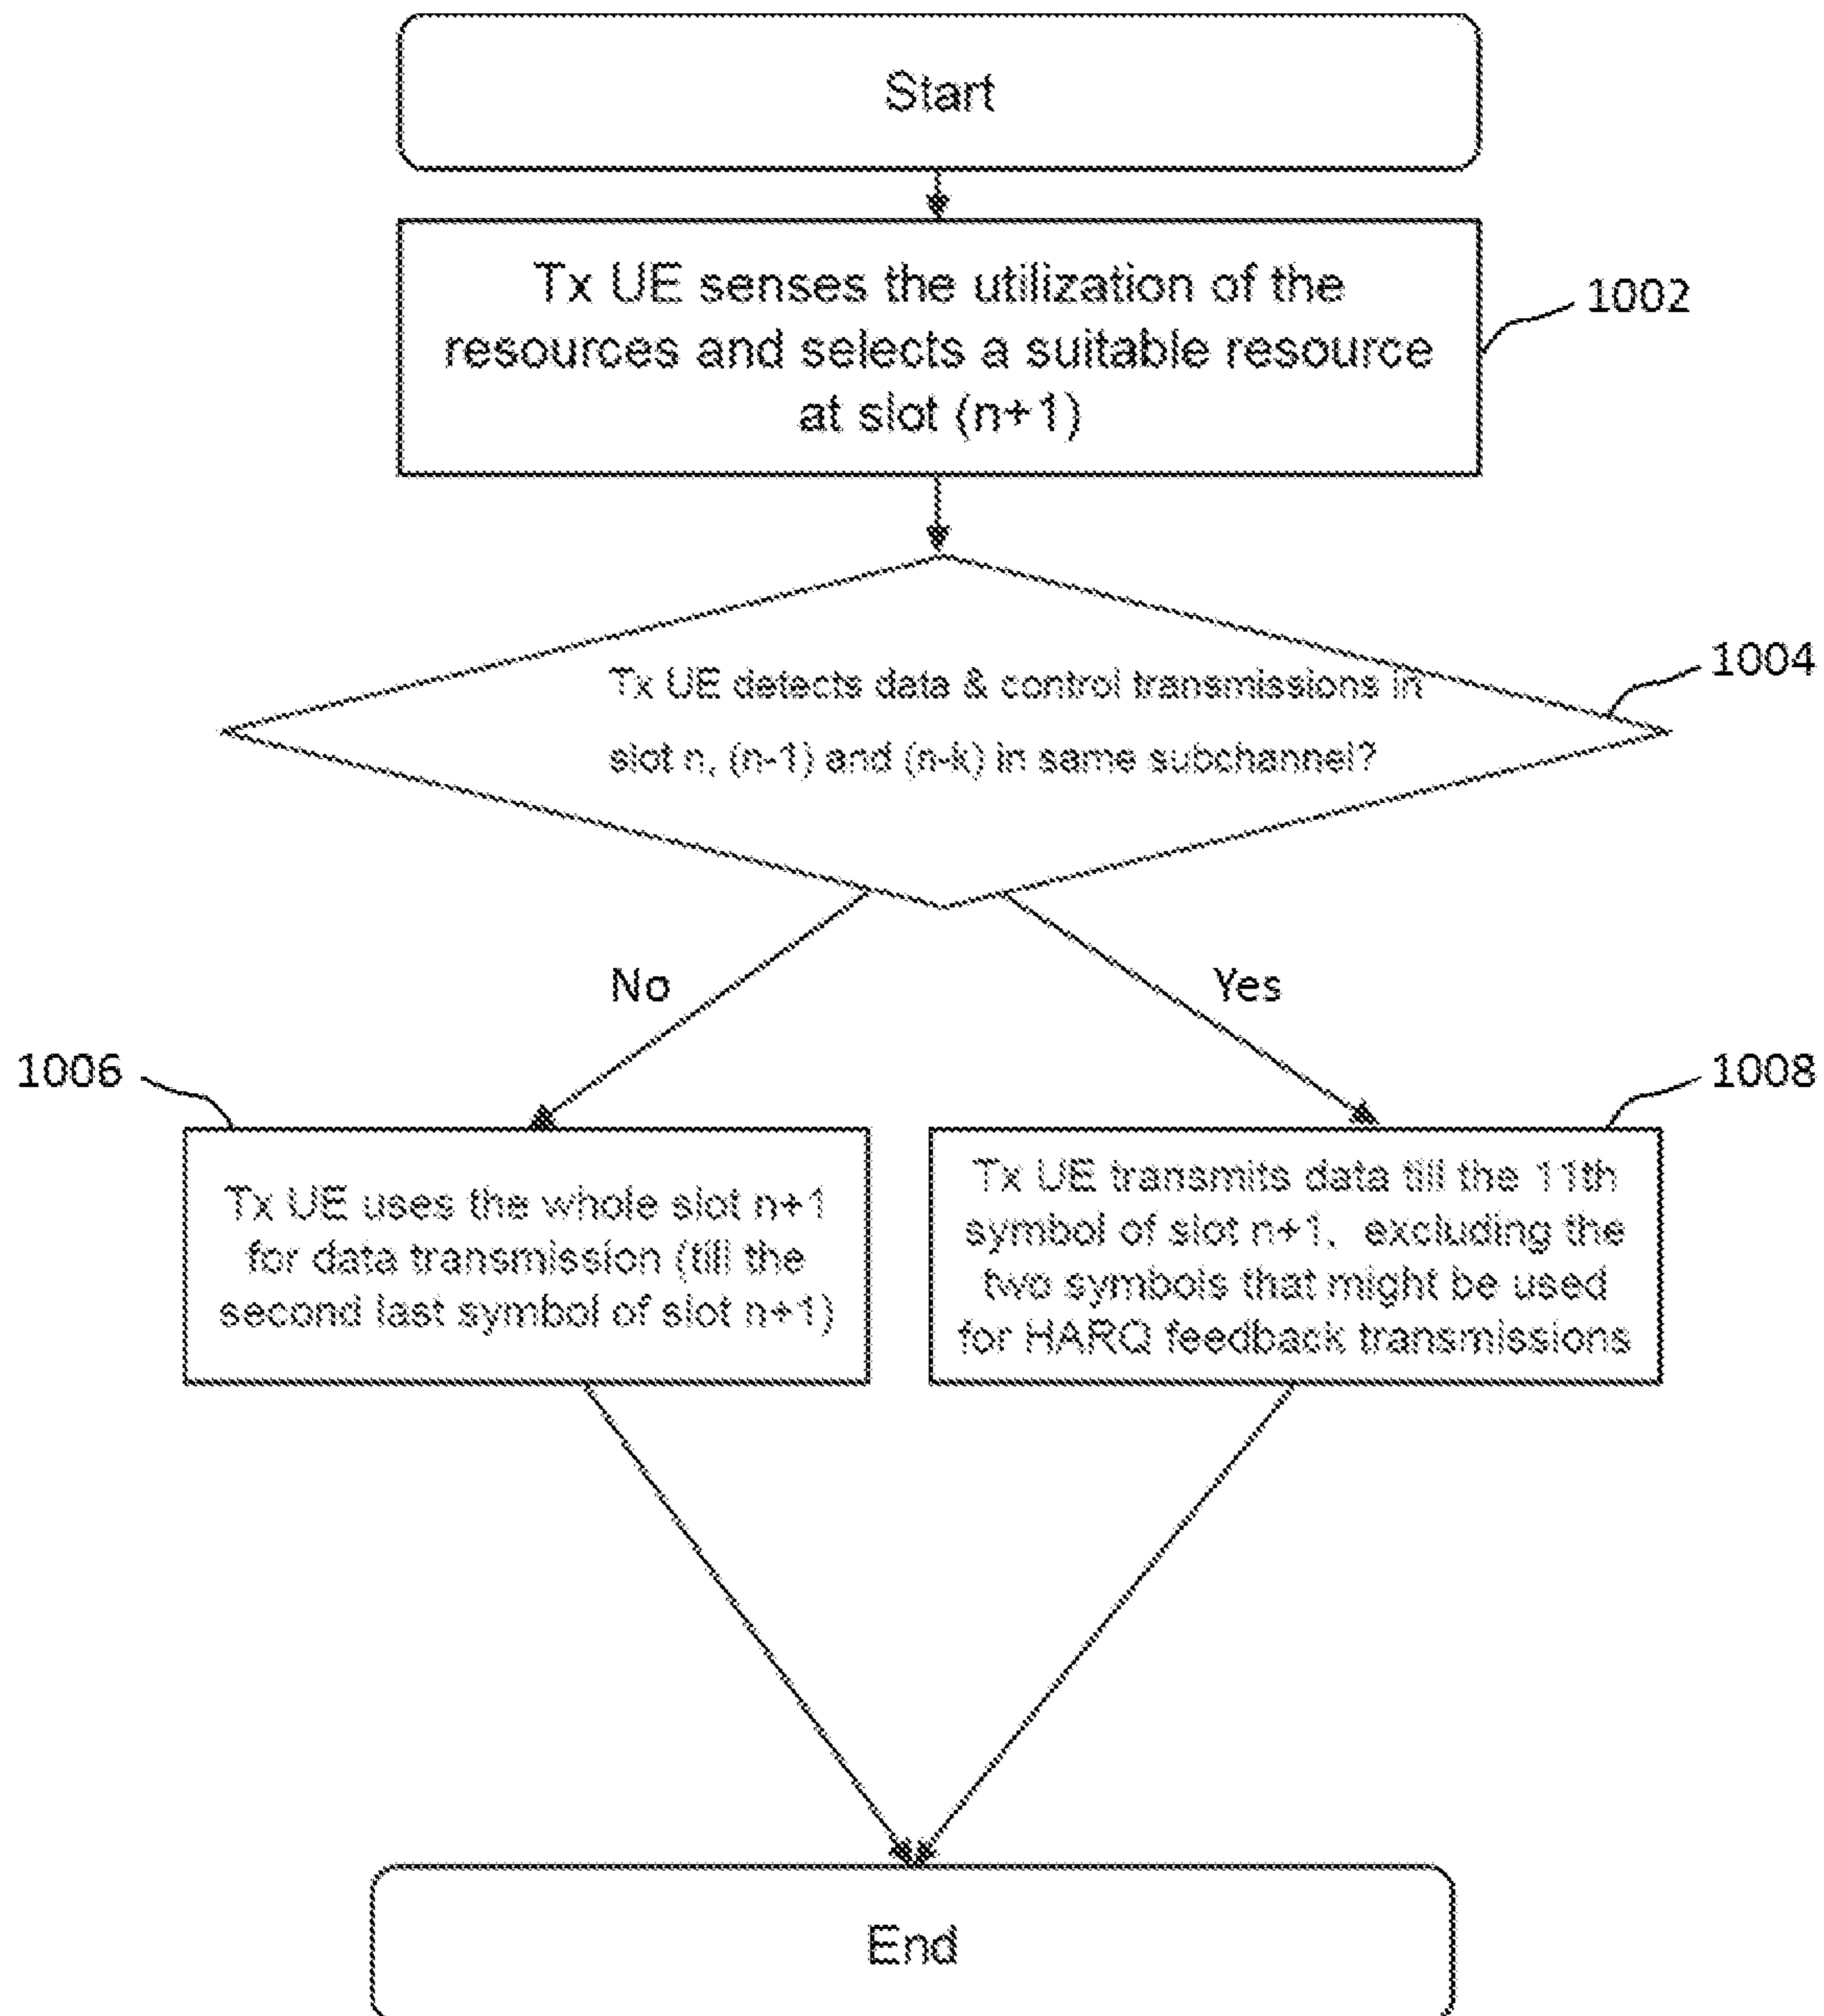 Start
Tx UE senses the utilization of the
resources and selects a suitable resource
at slot (n+1)
1002
Tx UE detects data & control transmissions in
slot n, (n-1) and (n-k) in same subchannel?
1004
No
Yes
1006
1008
Tx UE uses the whole slot n+1
for data transmission (till the
second last symbol of slot n+1)
Tx UE transmits data till the 11th
symbol of slot n+1, excluding the
two symbols that might be used
for HARQ feedback transmissions
End